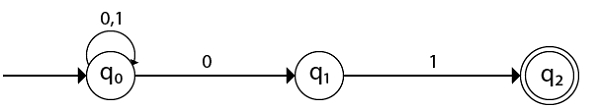 0,1
q₀ 0 q₁ 1 q₂